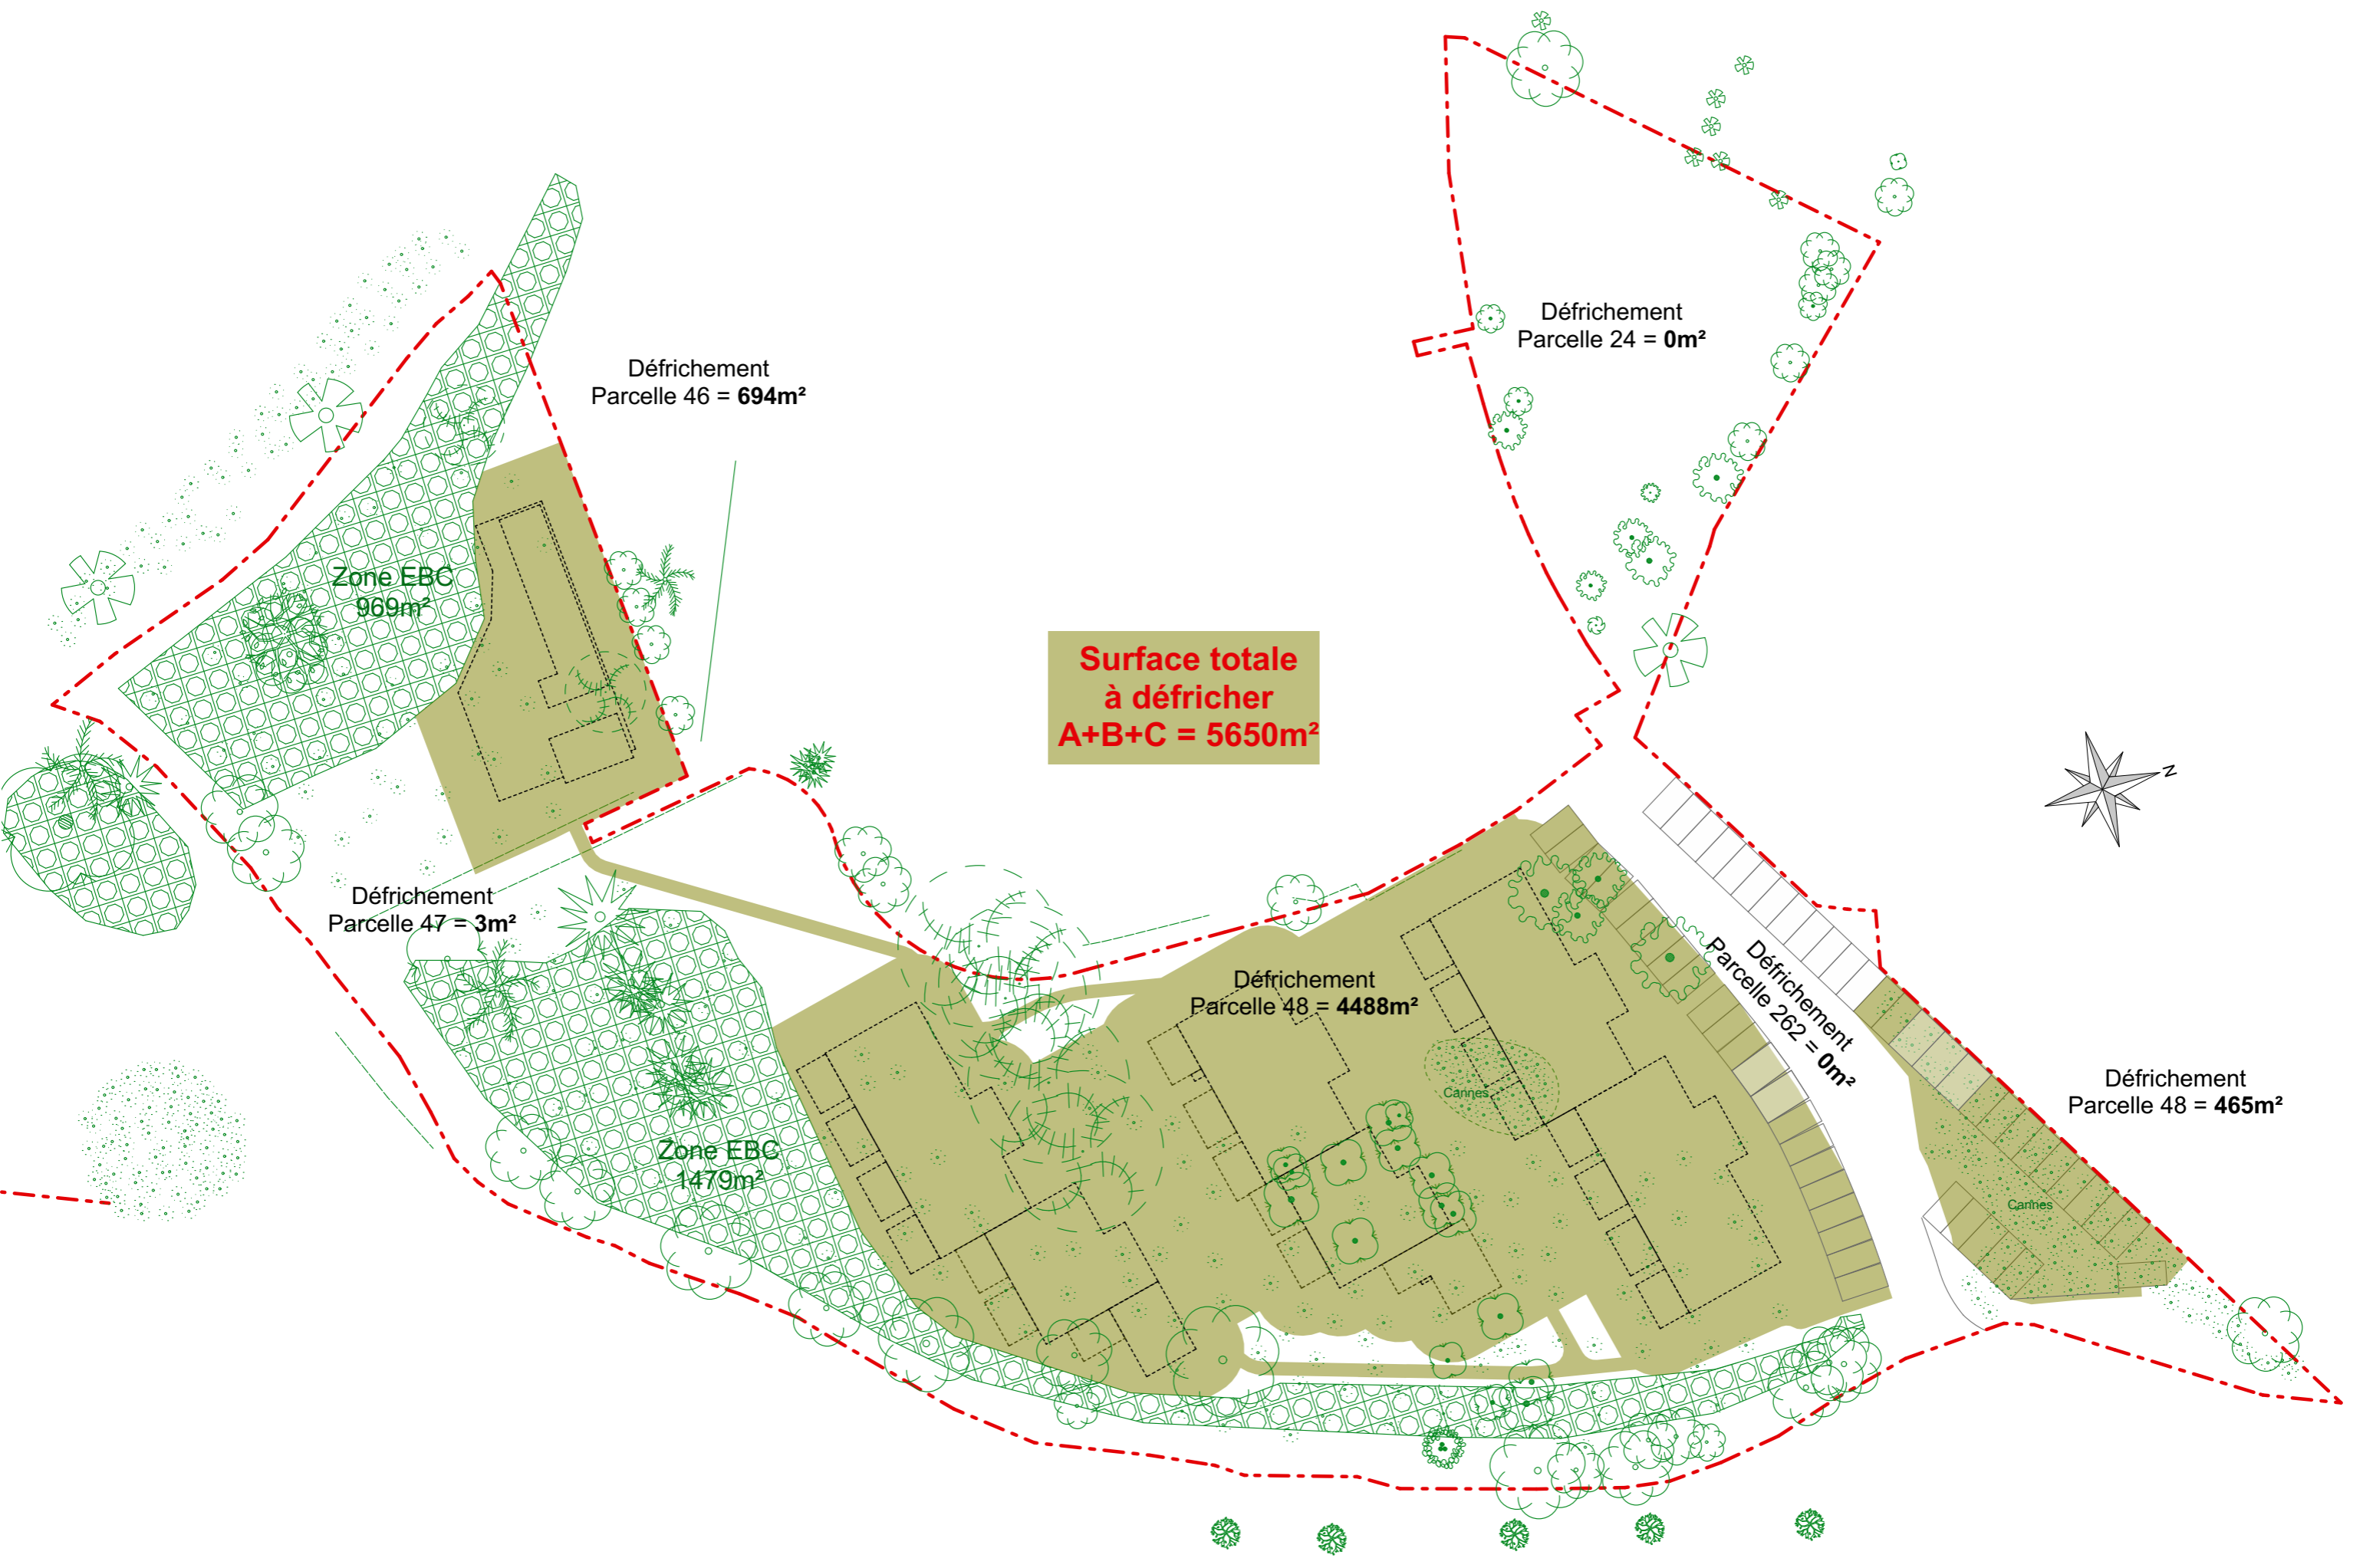 Défrichement
Parcelle 24 = 0m²
Défrichement
Parcelle 46 = 694m²
Zone EBC
969m²
Surface totale
à défricher
A+B+C = 5650m²
N
Défrichement
Parcelle 47 = 3m²
Défrichement
Parcelle 48 = 4488m²
Défrichement
Parcelle 262 = 0m²
Défrichement
Parcelle 48 = 465m²
Cannes
Zone EBC
1479m²
Cannes